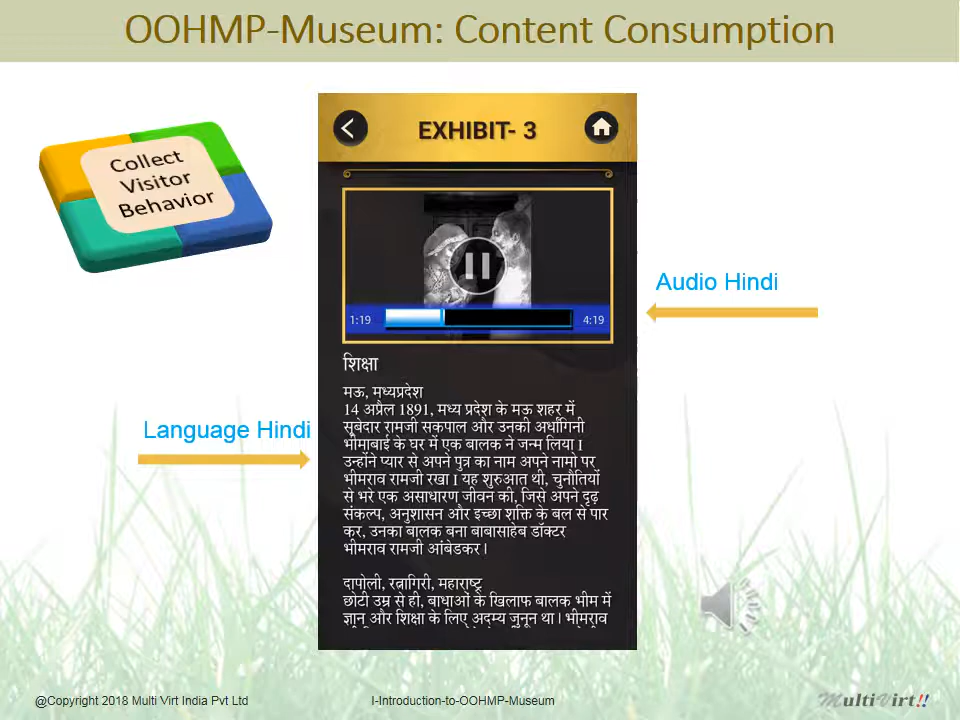 OOHMP-Museum: Content Consumption
Collect
Visitor
Behavior
EXHIBIT- 3
1:19
4:19
Audio Hindi
Language Hindi
शिक्षा
मऊ, मध्यप्रदेश
14 अप्रैल 1891, मध्य प्रदेश के मऊ शहर में
सूबेदार रामजी सकपाल और उनकी अर्धांगिनी
भीमाबाई के घर में एक बालक ने जन्म लिया I
उन्होंने प्यार से अपने पुत्र का नाम अपने नामो पर
भीमराव रामजी रखा I यह शुरुआत थी, चुनौतियों
से भरे एक असाधारण जीवन की, जिसे अपने दृढ़
संकल्प, अनुशासन और इच्छा शक्ति के बल से पार
कर, उनका बालक बना बाबासाहेब डॉक्टर
भीमराव रामजी आंबेडकर।
दापोली, रत्नागिरी, महाराष्ट्र
छोटी उम्र से ही, बाधाओं के खिलाफ बालक भीम में
ज्ञान और शिक्षा के लिए अदम्य जुनून था। भीमराव
@Copyright 2018 Multi Virt India Pvt Ltd
I-Introduction-to-OOHMP-Museum
MultiVirt!!